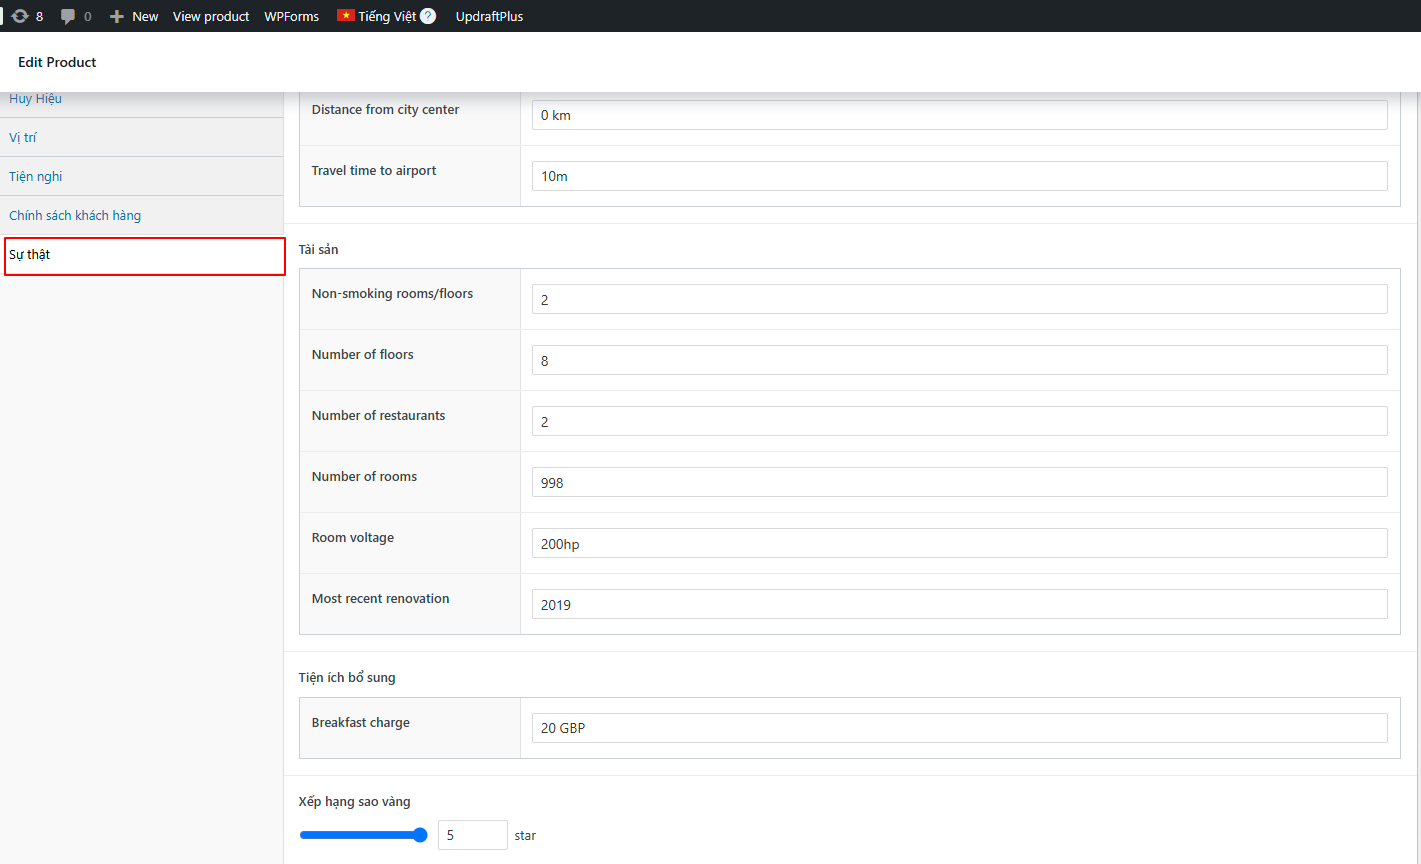 8 0 New View product WPForms Tiếng Việt ? UpdraftPlus
Edit Product
Huy Hiệu
Vị trí
Tiện nghi
Chính sách khách hàng
Sự thật
Distance from city center 0 km
Travel time to airport 10m
Tài sản
Non-smoking rooms/floors 2
Number of floors 8
Number of restaurants 2
Number of rooms 998
Room voltage 200hp
Most recent renovation 2019
Tiện ích bổ sung
Breakfast charge 20 GBP
Xếp hạng sao vàng
5 star